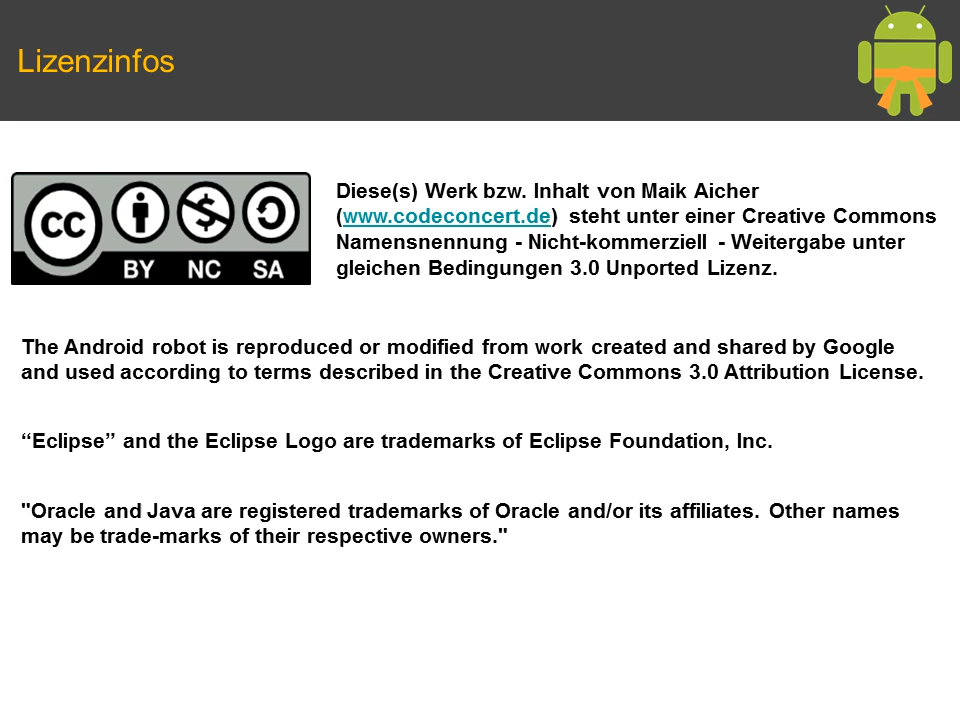 Lizenzinfos
CC
BY NC SA
Diese(s) Werk bzw. Inhalt von Maik Aicher
(www.codeconcert.de) steht unter einer Creative Commons
Namensnennung - Nicht-kommerziell - Weitergabe unter
gleichen Bedingungen 3.0 Unported Lizenz.
The Android robot is reproduced or modified from work created and shared by Google
and used according to terms described in the Creative Commons 3.0 Attribution License.
“Eclipse” and the Eclipse Logo are trademarks of Eclipse Foundation, Inc.
"Oracle and Java are registered trademarks of Oracle and/or its affiliates. Other names
may be trade-marks of their respective owners."